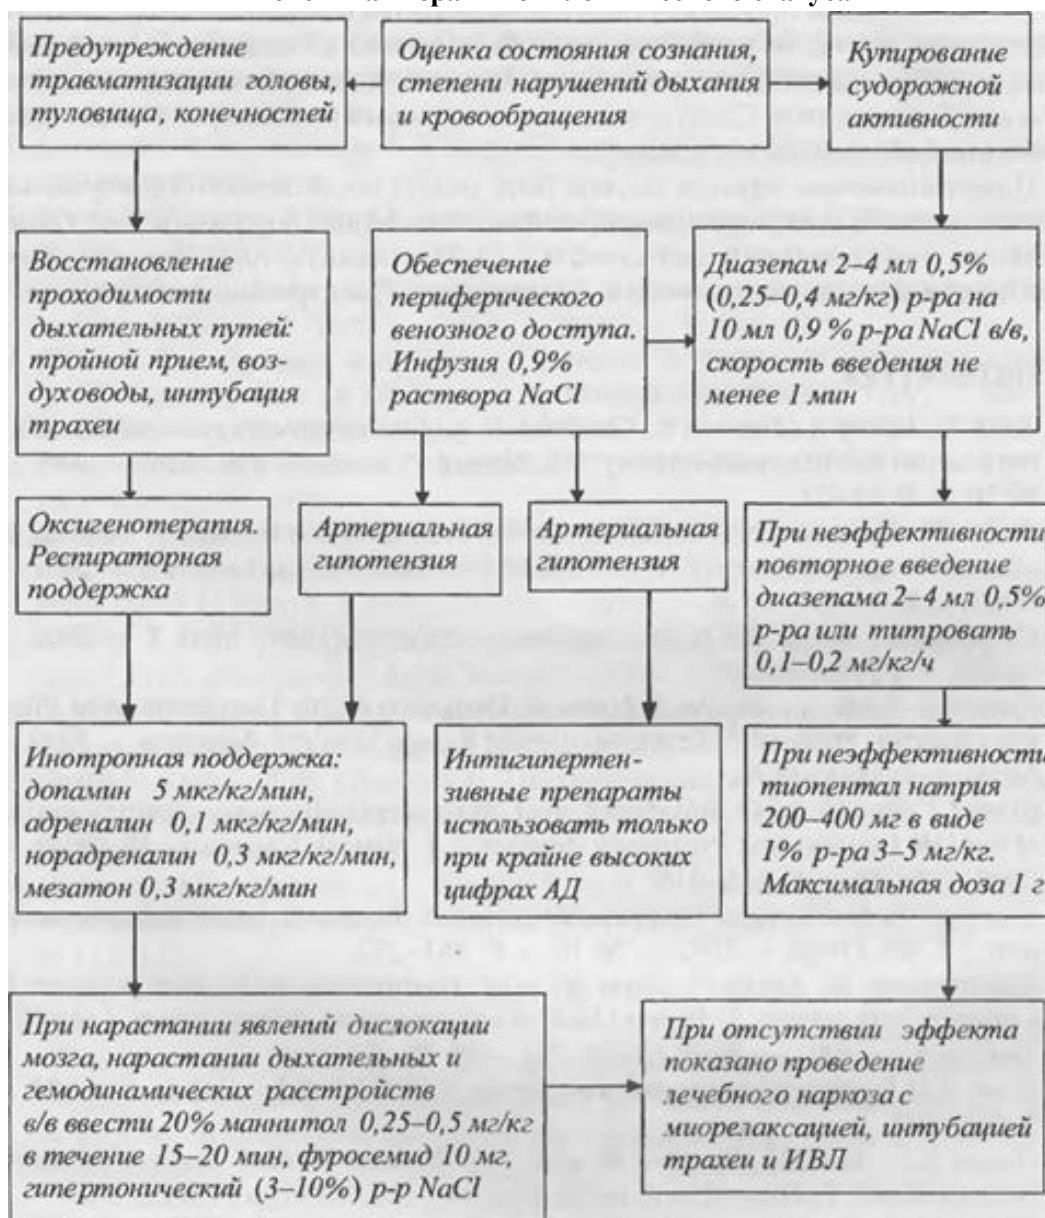 Предупреждение
травматизации головы,
туловища, конечностей
Оценка состояния сознания,
степени нарушений дыхания
и кровообращения
Купирование
судорожной
активности
Восстановление
проходимости
дыхательных путей:
тройной прием, воз-
духоводы, интубация
трахеи
Обеспечение
периферического
венозного доступа.
Инфузия 0,9%
раствора NaCl
Диазепам 2–4 мл 0,5%
(0,25–0,4 мг/кг) р-ра на
10 мл 0,9 % р-ра NaCl в/в,
скорость введения не
менее 1 мин
Оксигенотерапия.
Респираторная
поддержка
Артериальная
гипотензия
Артериальная
гипотензия
При неэффективности
повторное введение
диазепама 2–4 мл 0,5%
р-ра или титровать
0,1–0,2 мг/кг/ч
Инотропная поддержка:
допамин 5 мкг/кг/мин,
адреналин 0,1 мкг/кг/мин,
норадреналин 0,3 мкг/кг/мин,
мезатон 0,3 мкг/кг/мин
Интигипертен-
зивные препараты
использовать только
при крайне высоких
цифрах АД
При неэффективности
тиопентал натрия
200–400 мг в виде
1% р-ра 3–5 мг/кг.
Максимальная доза 1 г
При нарастании явлений дислокации
мозга, нарастании дыхательных и
гемодинамических расстройств
в/в ввести 20% маннитол 0,25–0,5 мг/кг
в течение 15–20 мин, фуросемид 10 мг,
гипертонический (3–10%) р-р NaCl
При отсутствии эффекта
показано проведение
лечебного наркоза с
миорелаксацией, интубацией
трахеи и ИВЛ